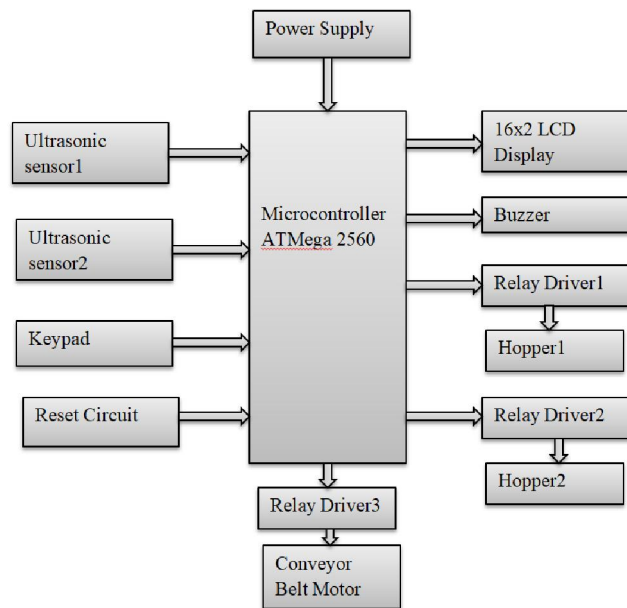 Power Supply
Ultrasonic
sensor1
Ultrasonic
sensor2
Keypad
Reset Circuit
Microcontroller
ATMega 2560
16x2 LCD
Display
Buzzer
Relay Driver1
Hopper1
Relay Driver2
Hopper2
Relay Driver3
Conveyor
Belt Motor